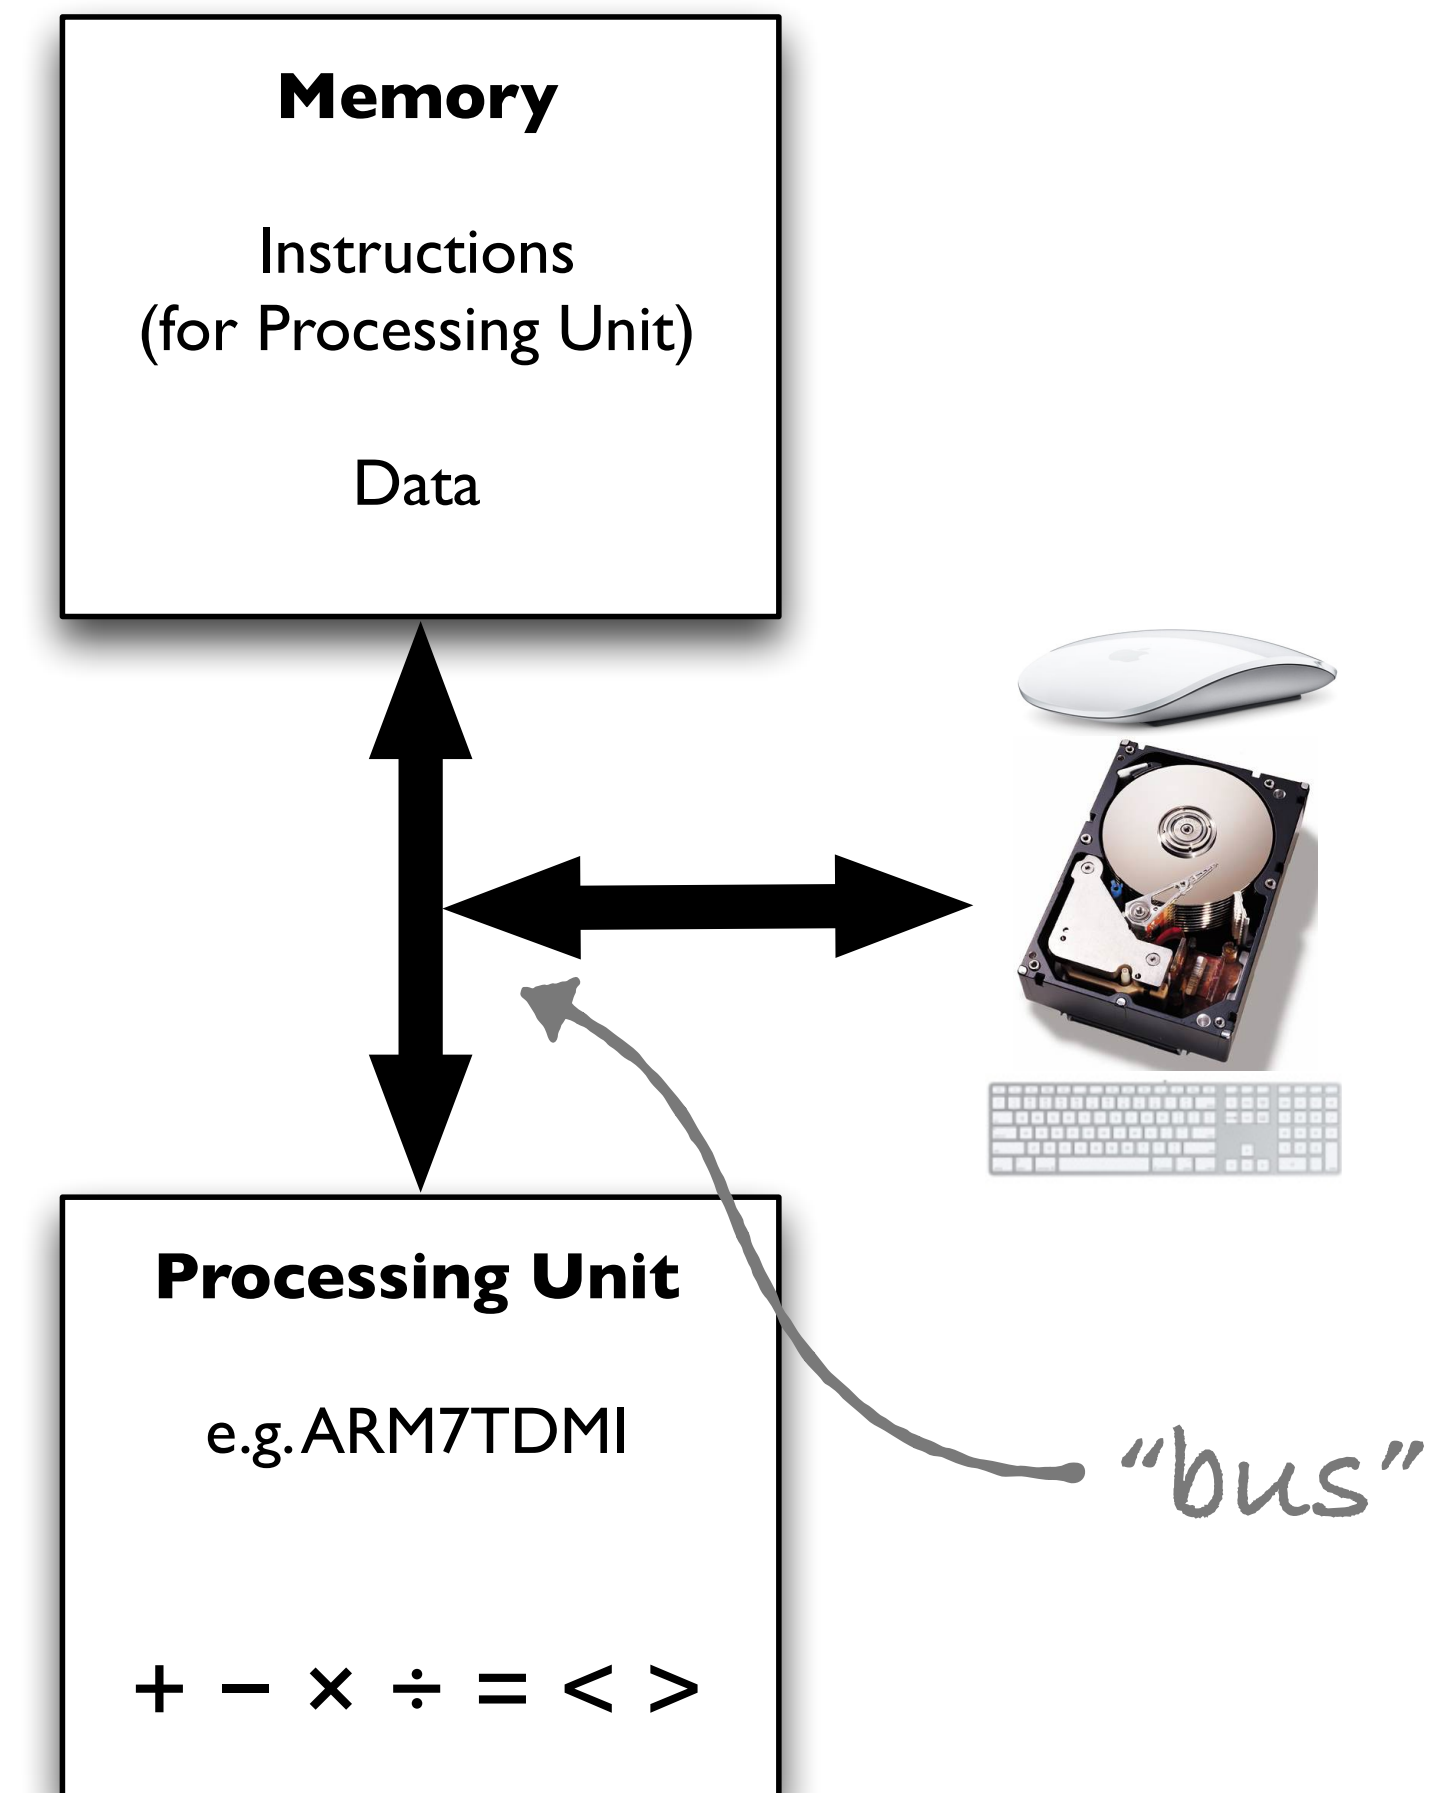 Memory
Instructions
(for Processing Unit)
Data
Processing Unit
e.g. ARM7TDMI
+ − × ÷ = < >
“bus”